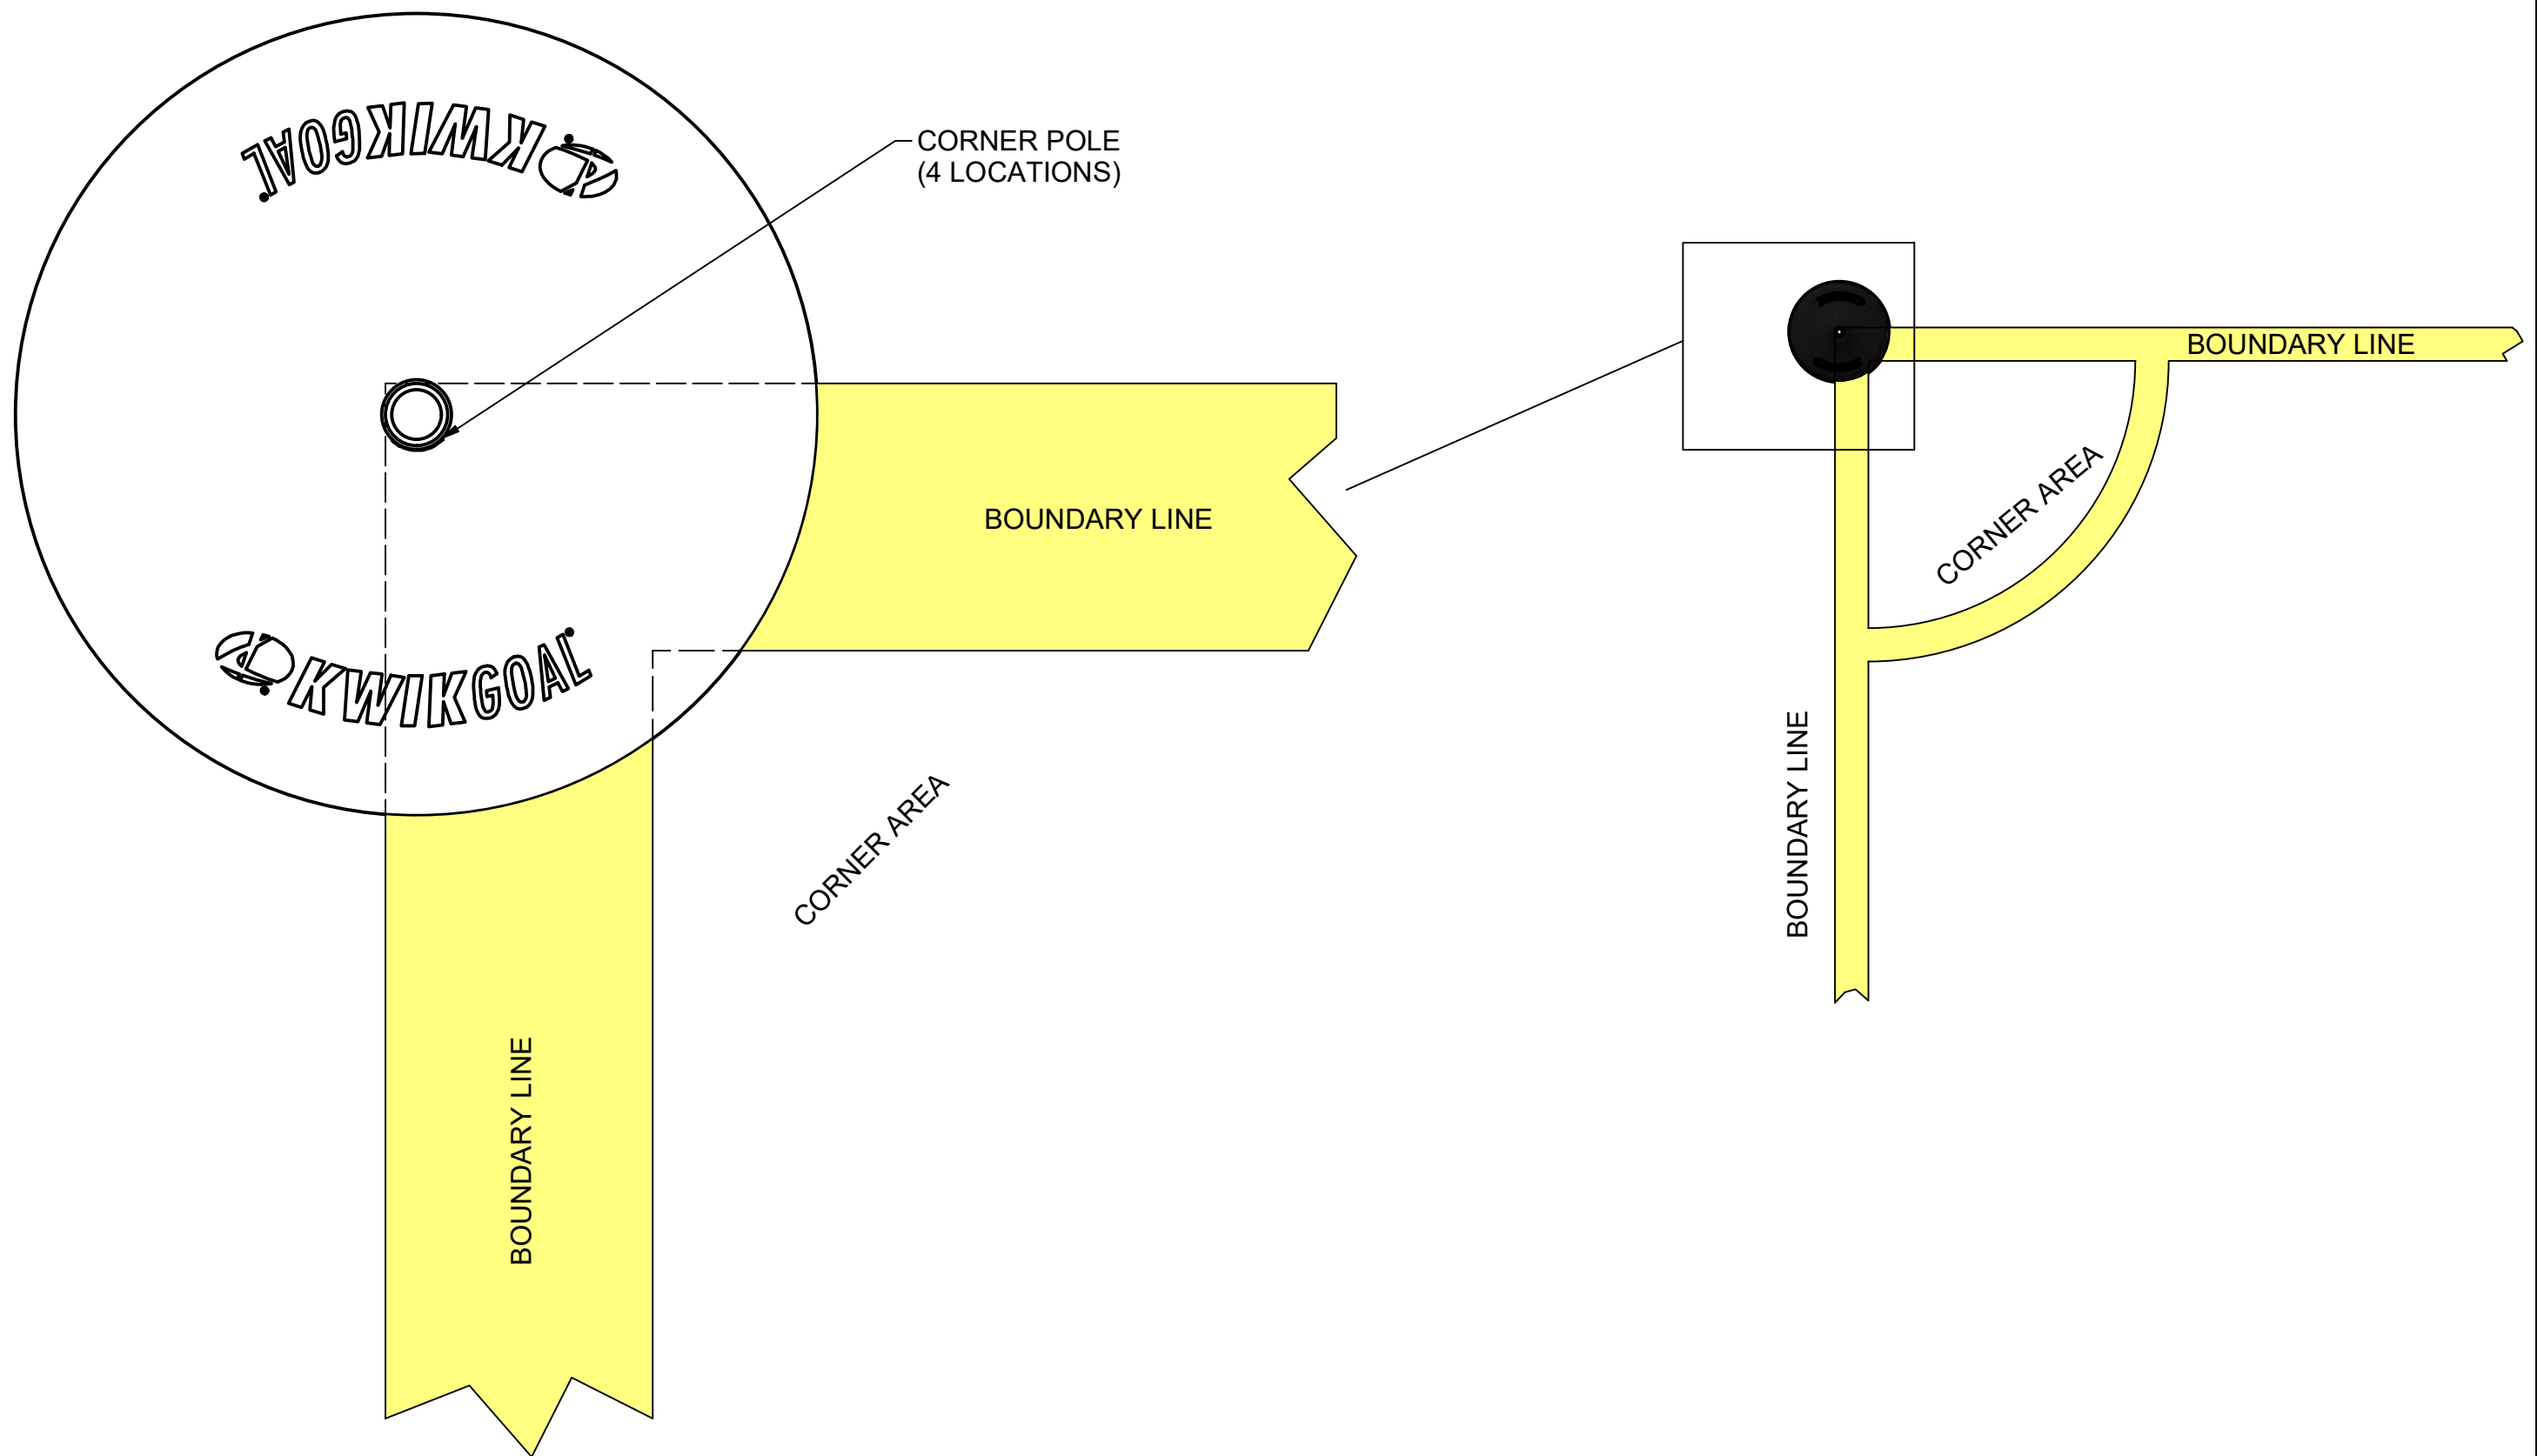 KWIKGOAL
CORNER POLE
(4 LOCATIONS)
BOUNDARY LINE
KWIKGOAL
CORNER AREA
BOUNDARY LINE
BOUNDARY LINE
CORNER AREA
BOUNDARY LINE